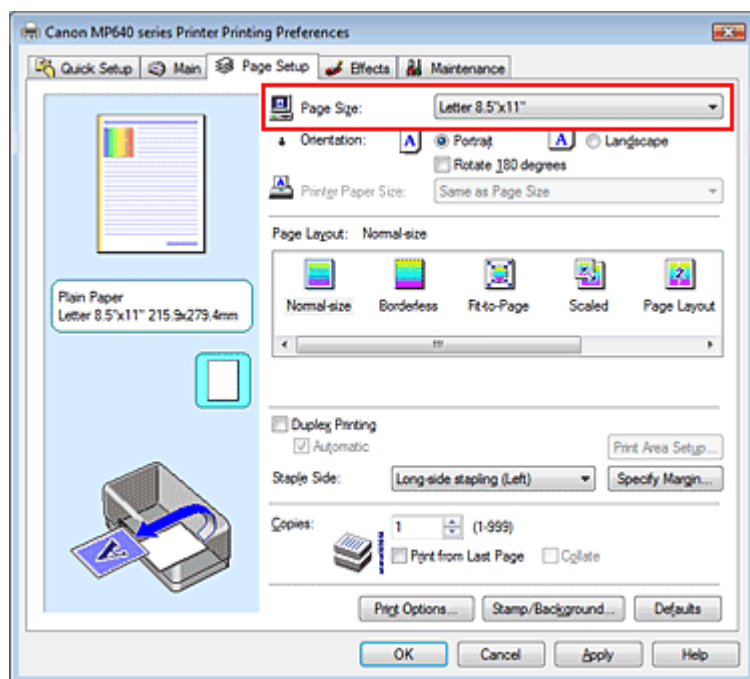 Canon MP640 series Printer Printing Preferences
Quick Setup Main Page Setup Effects Maintenance
Page Size: Letter 8.5"x11"
Orientation: A Portrait A Landscape
Rotate 180 degrees
Printer Paper Size: Same as Page Size
Page Layout: Normal-size
Normal-size Borderless Fit-to-Page Scaled Page Layout
Plain Paper
Letter 8.5"x11" 215.9x279.4mm
Duplex Printing
Automatic
Print Area Setup...
Staple Side: Long-side stapling (Left) Specify Margin...
Copies: 1 (1-999)
Print from Last Page Collate
Print Options... Stamp/Background... Defaults
OK Cancel Apply Help